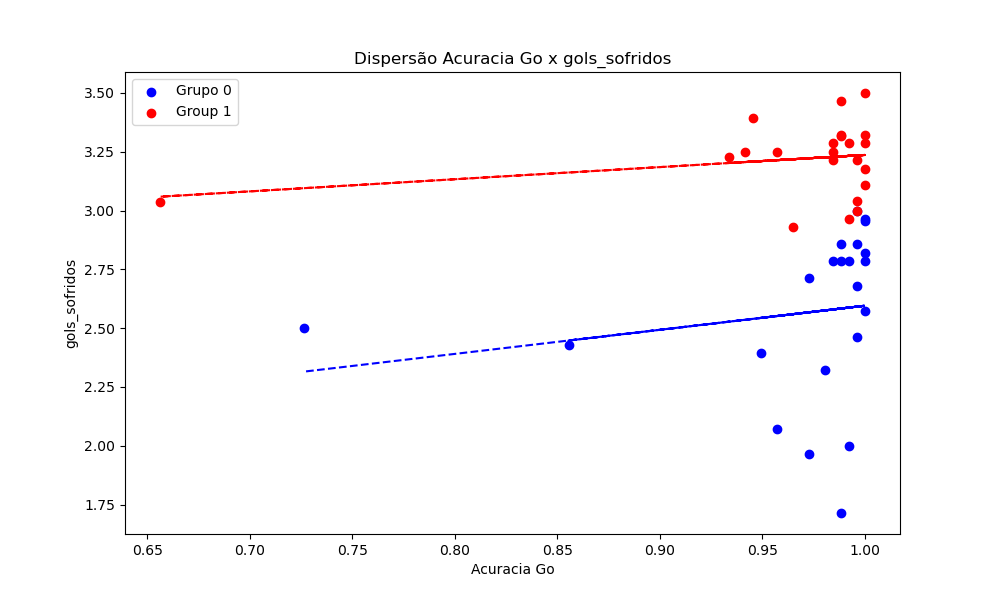 Dispersão Acuracia Go x gols_sofridos
Grupo 0
Group 1
gols_sofridos
3.50
3.25
3.00
2.75
2.50
2.25
2.00
1.75
0.65 0.70 0.75 0.80 0.85 0.90 0.95 1.00
Acuracia Go